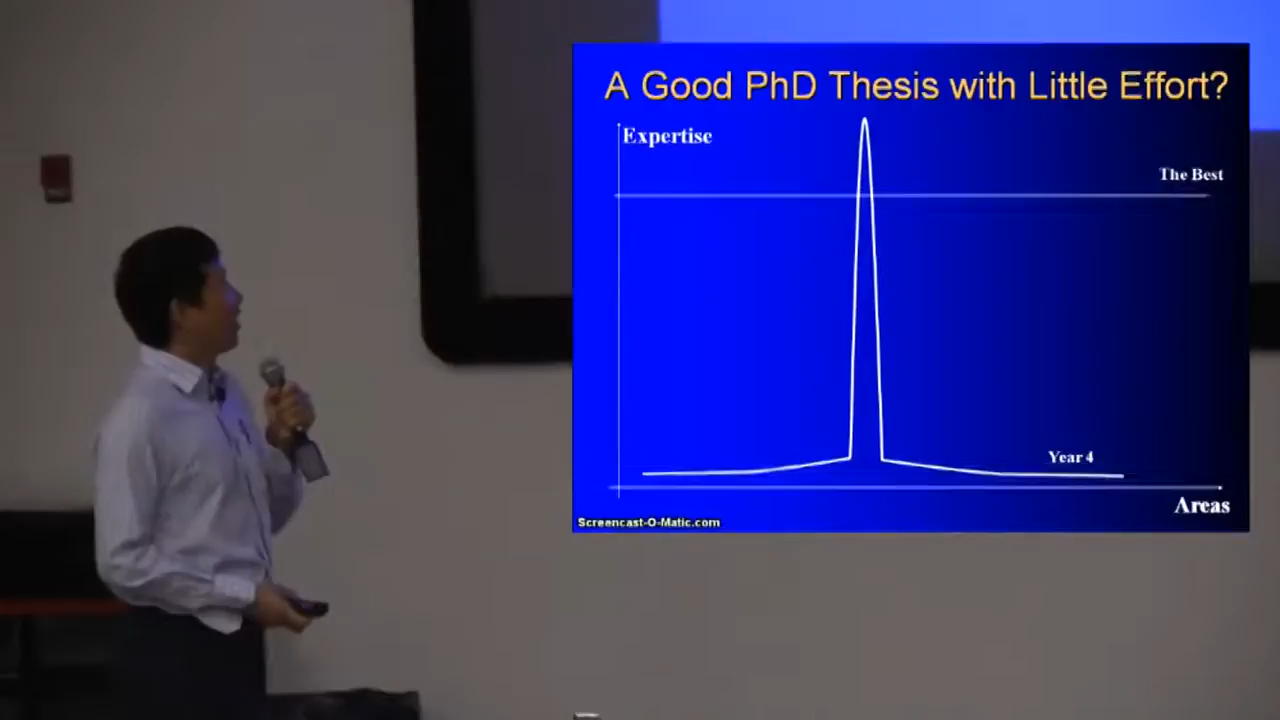 A Good PhD Thesis with Little Effort?
Expertise
The Best
Year 4
Areas
Screencast-O-Matic.com